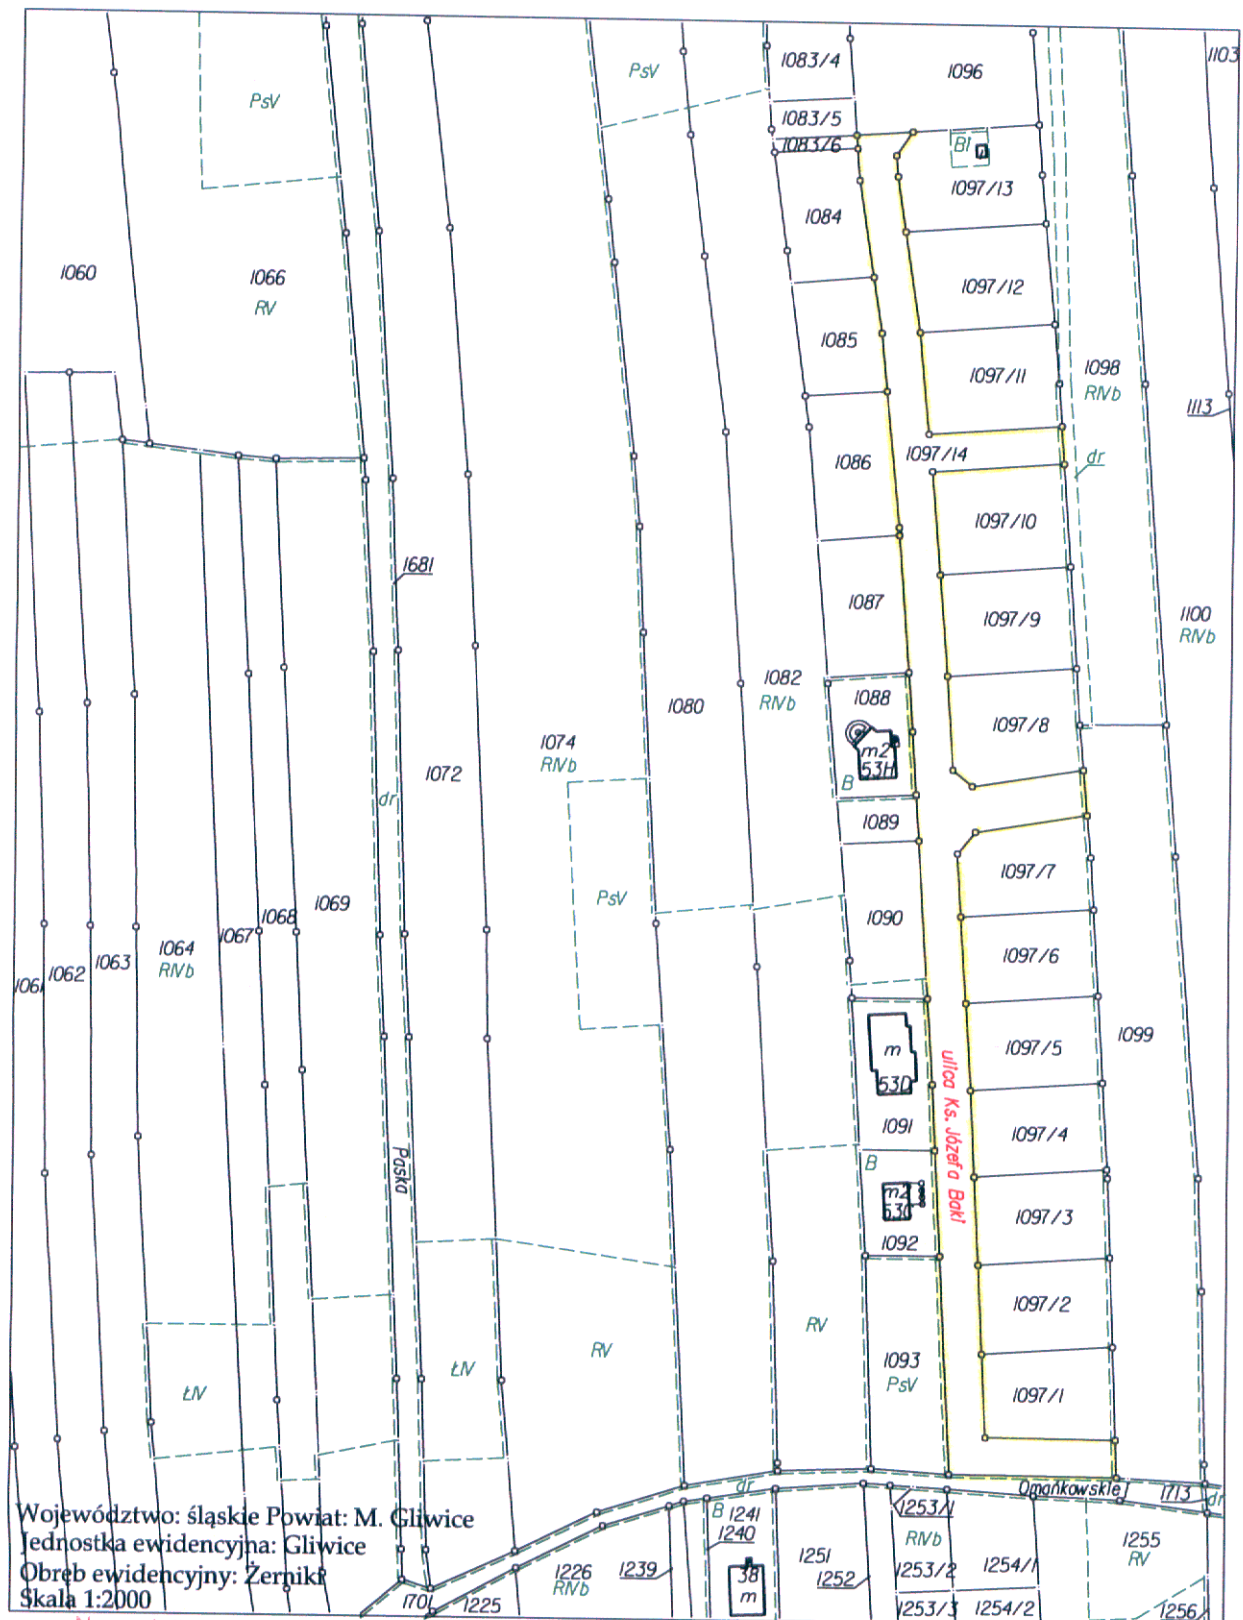 1083/4
1096
1103
PsV
PsV
1083/5
1083/6
B1
1097/13
1084
1060
1066
RV
1097/12
1085
1097/11
1098
RIVb
1113
1086
1097/14
dr
1097/10
1681
1087
1097/9
1100
RIVb
1082
RIVb
1088
1080
1097/8
1074
RIVb
m2
53H
B
1072
dr
1089
1097/7
PsV
1090
1069
1068
1067
1064
RIVb
1063
1062
1061
1097/6
1099
m
53D
1097/5
ulica Ks. Józefa Baki
1091
1097/4
Paska
B
m2
53C
1097/3
1092
1097/2
RV
RV
1093
PsV
ŁIV
ŁIV
1097/1
dr
Omańkowskiej
1713
dr
Województwo: śląskie Powiat: M. Gliwice
Jednostka ewidencyjna: Gliwice
Obręb ewidencyjny: Żerniki
Skala 1:2000
B
1241
1240
1253/1
RIVb
1255
RV
1226
RIVb
1239
38
m
1251
1252
1253/2
1254/1
1701
1225
1253/3
1254/2
1256